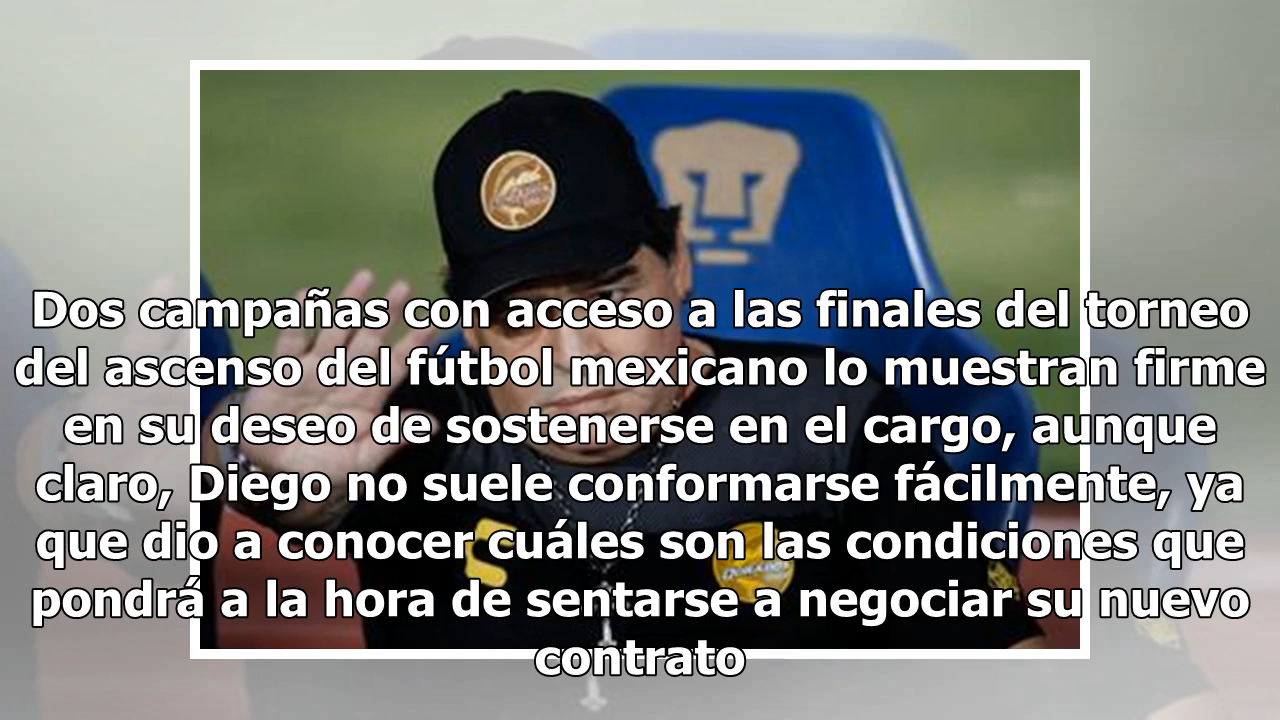 Dos campañas con acceso a las finales del torneo
del ascenso del fútbol mexicano lo muestran firme
en su deseo de sostenerse en el cargo, aunque
claro, Diego no suele conformarse fácilmente, ya
que dio a conocer cuáles son las condiciones que
pondrá a la hora de sentarse a negociar su nuevo
contrato